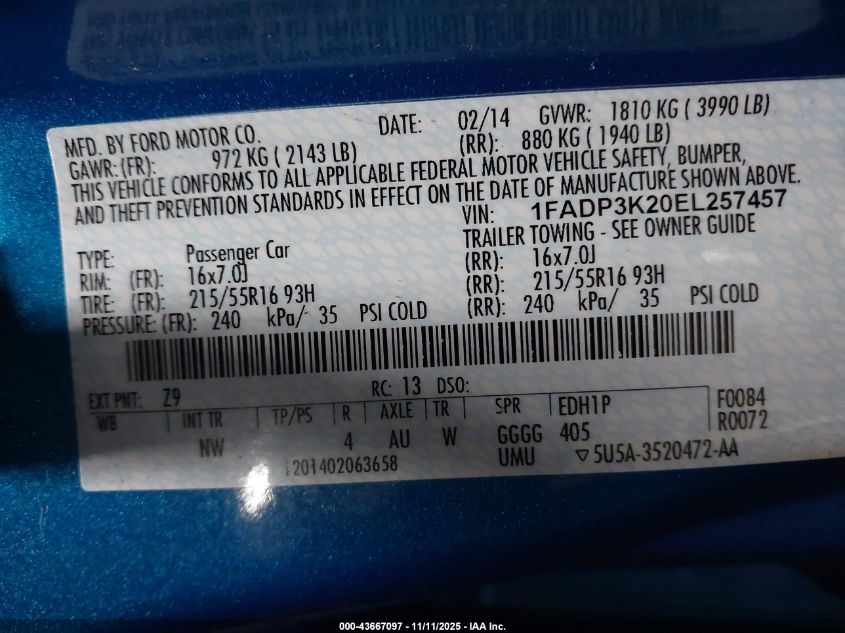 MFD. BY FORD MOTOR CO. DATE: 02/14 GVWR: 1810 KG ( 3990 LB)
GAWR: (FR): 972 KG ( 2143 LB) (RR): 880 KG ( 1940 LB)
THIS VEHICLE CONFORMS TO ALL APPLICABLE FEDERAL MOTOR VEHICLE SAFETY, BUMPER,
AND THEFT PREVENTION STANDARDS IN EFFECT ON THE DATE OF MANUFACTURE SHOWN ABOVE.
VIN: 1FADP3K20EL257457
TYPE: Passenger Car TRAILER TOWING - SEE OWNER GUIDE
RIM: (FR): 16x7.0J (RR): 16x7.0J
TIRE: (FR): 215/55R16 93H (RR): 215/55R16 93H
PRESSURE: (FR): 240 kPa/ 35 PSI COLD (RR): 240 kPa/ 35 PSI COLD
EXT PNT: Z9 RC: 13 DSO:
WB INT TR TP/PS R AXLE TR SPR EDH1P F0084
NW 4 AU W GGGG 405 R0072
1201402063658 UMU ▽5U5A-3520472-AA
000-43667097 - 11/11/2025 - IAA Inc.